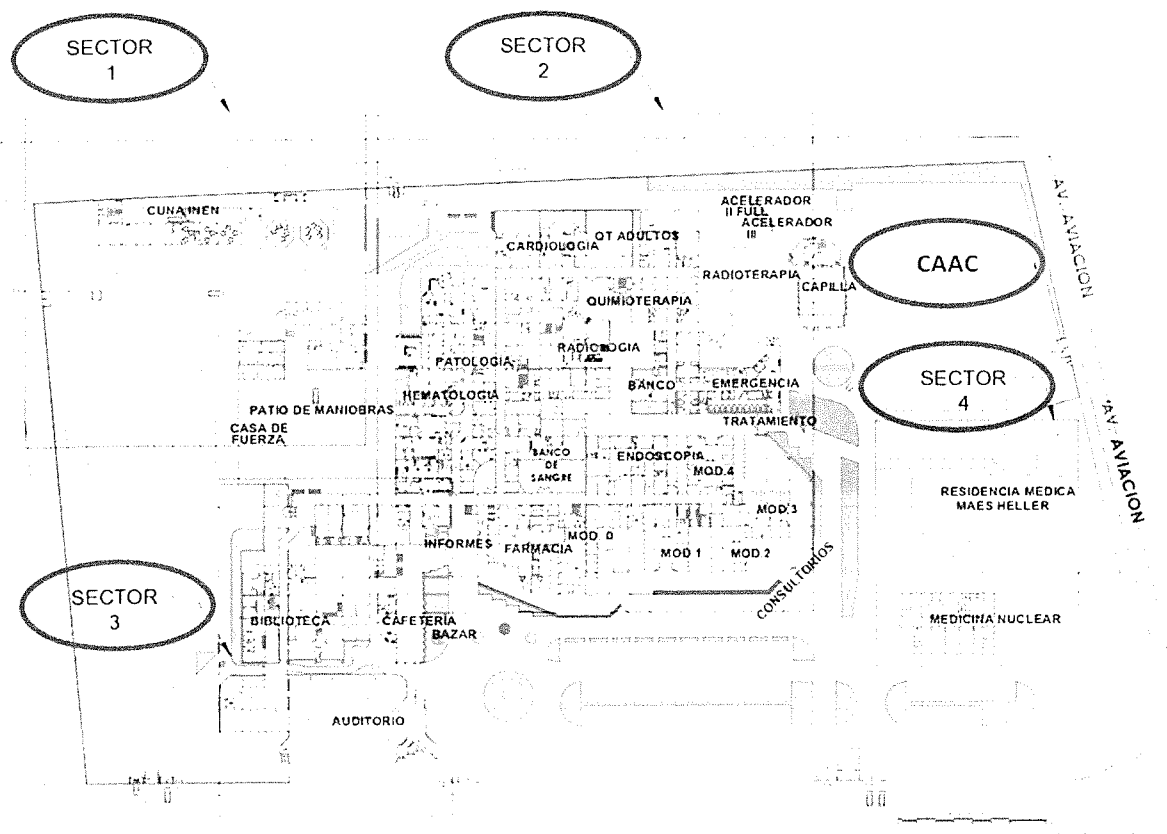 SECTOR
1
SECTOR
2
CUNA INEN
ACELERADOR
II FULL
ACELERADOR
III
AV. AVIACION
CARDIOLOGIA
OT ADULTOS
RADIOTERAPIA
CAPILLA
CAAC
QUIMIOTERAPIA
RADIOLOGIA
PATOLOGIA
HEMATOLOGIA
BANCO
EMERGENCIA
SECTOR
4
PATIO DE MANIOBRAS
CASA DE
FUERZA
TRATAMIENTO
AV. AVIACION
BANCO
DE
SANGRE
ENDOSCOPIA
MOD.4
RESIDENCIA MEDICA
MAES HELLER
MOD.3
INFORMES
FARMACIA
MOD. 0
MOD.1
MOD.2
CONSULTORIOS
SECTOR
3
BIBLIOTECA
CAFETERIA
BAZAR
MEDICINA NUCLEAR
AUDITORIO